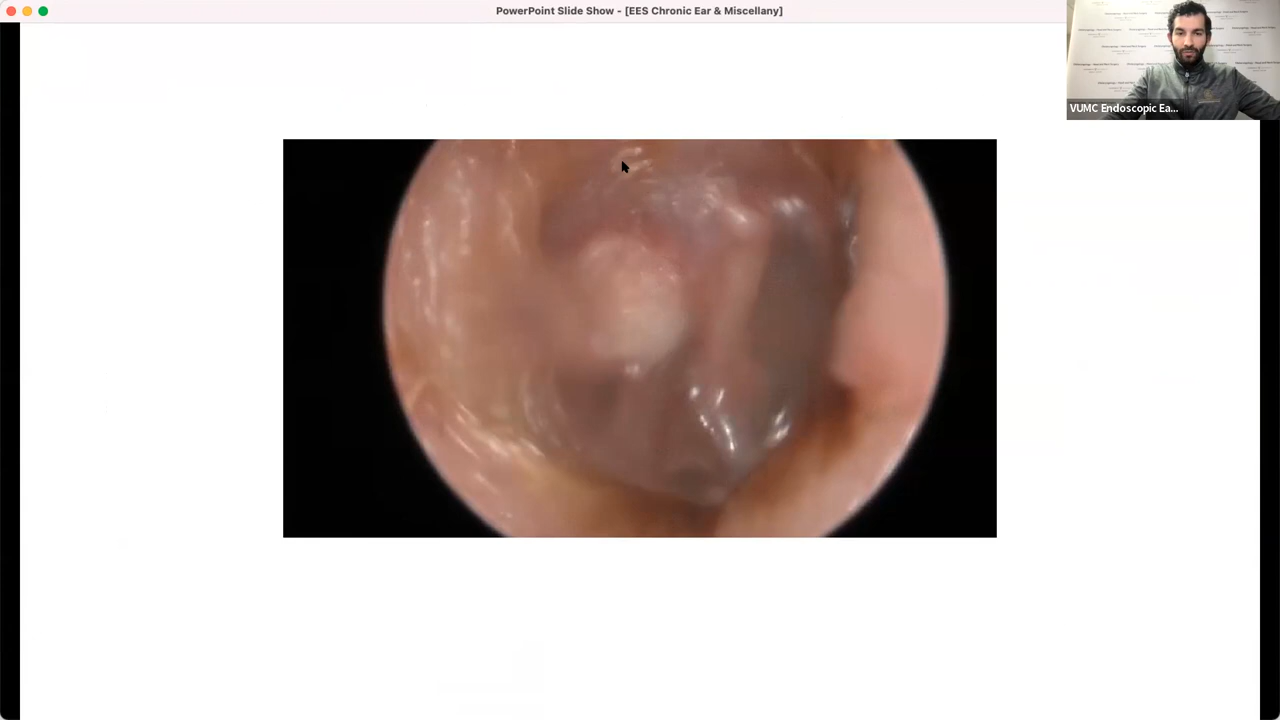 PowerPoint Slide Show - [EES Chronic Ear & Miscellany]
VUMC Endoscopic Ea...